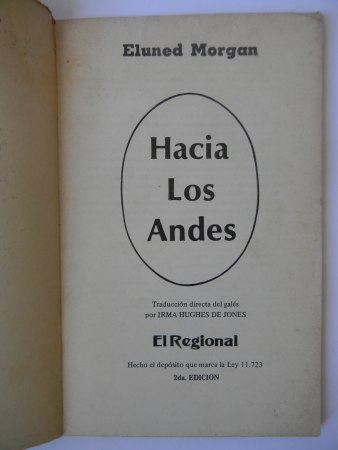 Eluned Morgan
Hacia
Los
Andes
Traducción directa del galés
por IRMA HUGHES DE JONES
El Regional
Hecho el depósito que marca la Ley 11.723
2da. EDICION